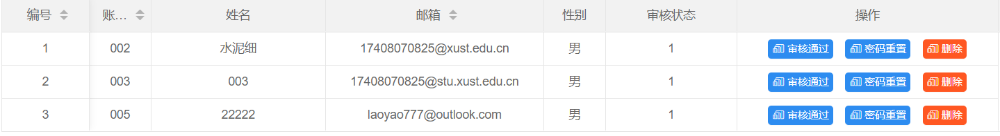 编号 账... 姓名 邮箱 性别 审核状态 操作
1 002 水泥细 17408070825@xust.edu.cn 男 1 审核通过 密码重置 删除
2 003 003 17408070825@stu.xust.edu.cn 男 1 审核通过 密码重置 删除
3 005 22222 laoyao777@outlook.com 男 1 审核通过 密码重置 删除